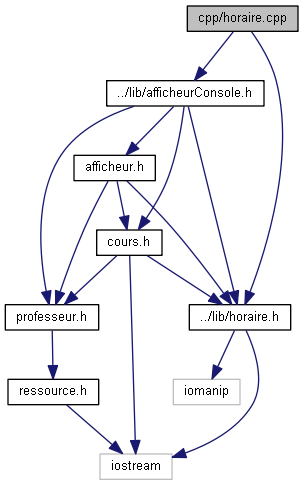 cpp/horaire.cpp
../lib/afficheurConsole.h
afficheur.h
cours.h
professeur.h
../lib/horaire.h
ressource.h
iomanip
iostream